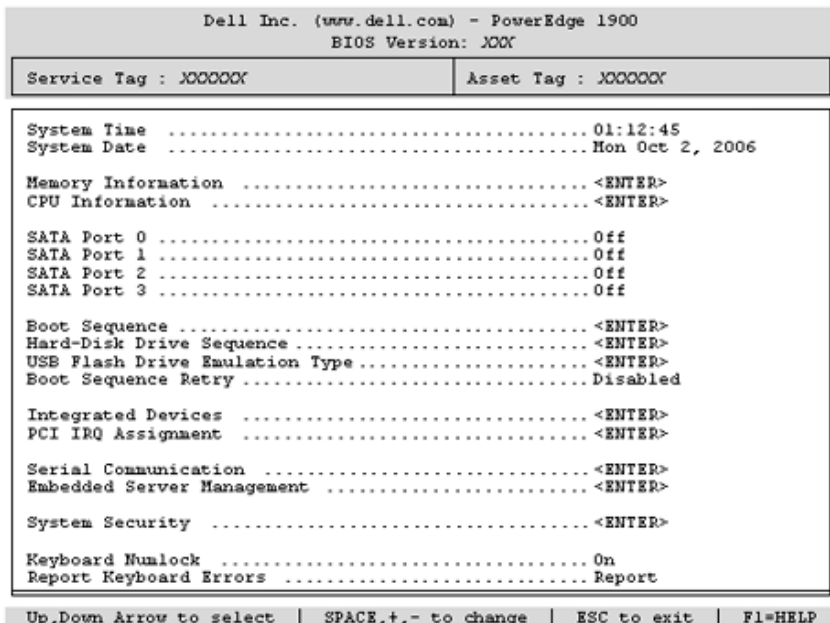 Dell Inc. (www.dell.com) - PowerEdge 1900
BIOS Version: XXX
Service Tag : XXXXXX Asset Tag : XXXXXX
System Time ........................................ 01:12:45
System Date ........................................ Mon Oct 2, 2006
Memory Information ................................. <ENTER>
CPU Information .................................... <ENTER>
SATA Port 0 ......................................... Off
SATA Port 1 ......................................... Off
SATA Port 2 ......................................... Off
SATA Port 3 ......................................... Off
Boot Sequence ....................................... <ENTER>
Hard-Disk Drive Sequence ............................ <ENTER>
USB Flash Drive Emulation Type ...................... <ENTER>
Boot Sequence Retry ................................. Disabled
Integrated Devices ................................. <ENTER>
PCI IRQ Assignment ................................. <ENTER>
Serial Communication ............................... <ENTER>
Embedded Server Management ......................... <ENTER>
System Security .................................... <ENTER>
Keyboard Numlock ................................... On
Report Keyboard Errors ............................. Report
Up,Down Arrow to select | SPACE,+,- to change | ESC to exit | F1=HELP